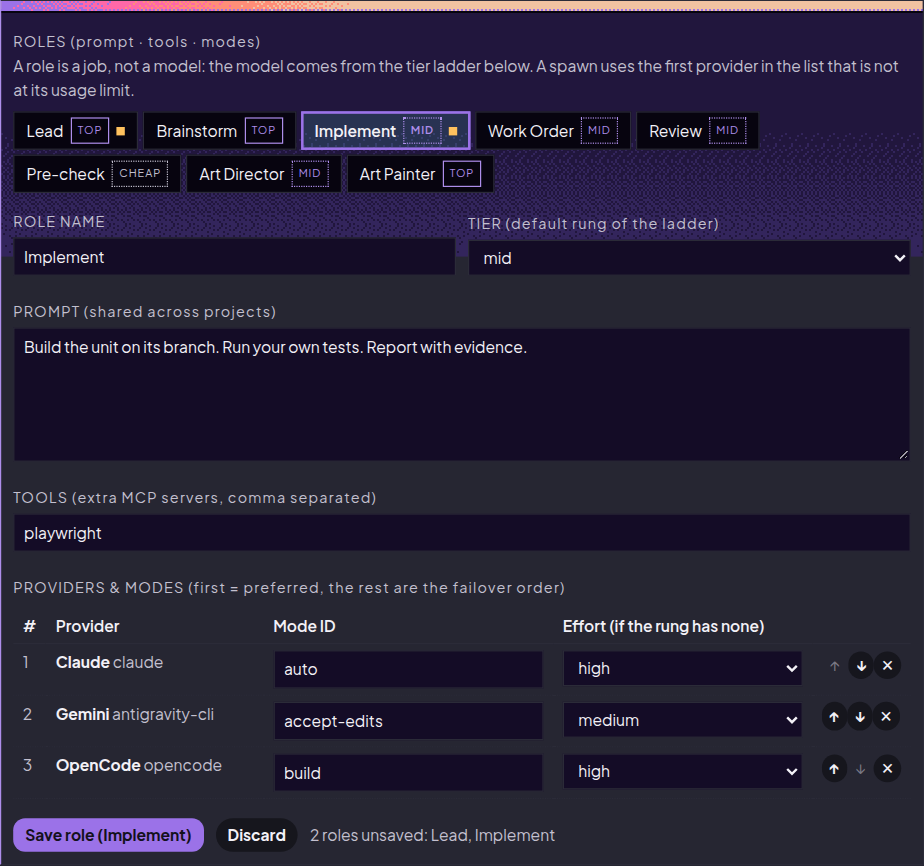 ROLES (prompt · tools · modes)
A role is a job, not a model: the model comes from the tier ladder below. A spawn uses the first provider in the list that is not
at its usage limit.
Lead TOP Brainstorm TOP Implement MID Work Order MID Review MID
Pre-check CHEAP Art Director MID Art Painter TOP
ROLE NAME TIER (default rung of the ladder)
Implement mid
PROMPT (shared across projects)
Build the unit on its branch. Run your own tests. Report with evidence.
TOOLS (extra MCP servers, comma separated)
playwright
PROVIDERS & MODES (first = preferred, the rest are the failover order)
# Provider Mode ID Effort (if the rung has none)
1 Claude claude auto high ↑ ↓ ✕
2 Gemini antigravity-cli accept-edits medium ↑ ↓ ✕
3 OpenCode opencode build high ↑ ↓ ✕
Save role (Implement) Discard 2 roles unsaved: Lead, Implement